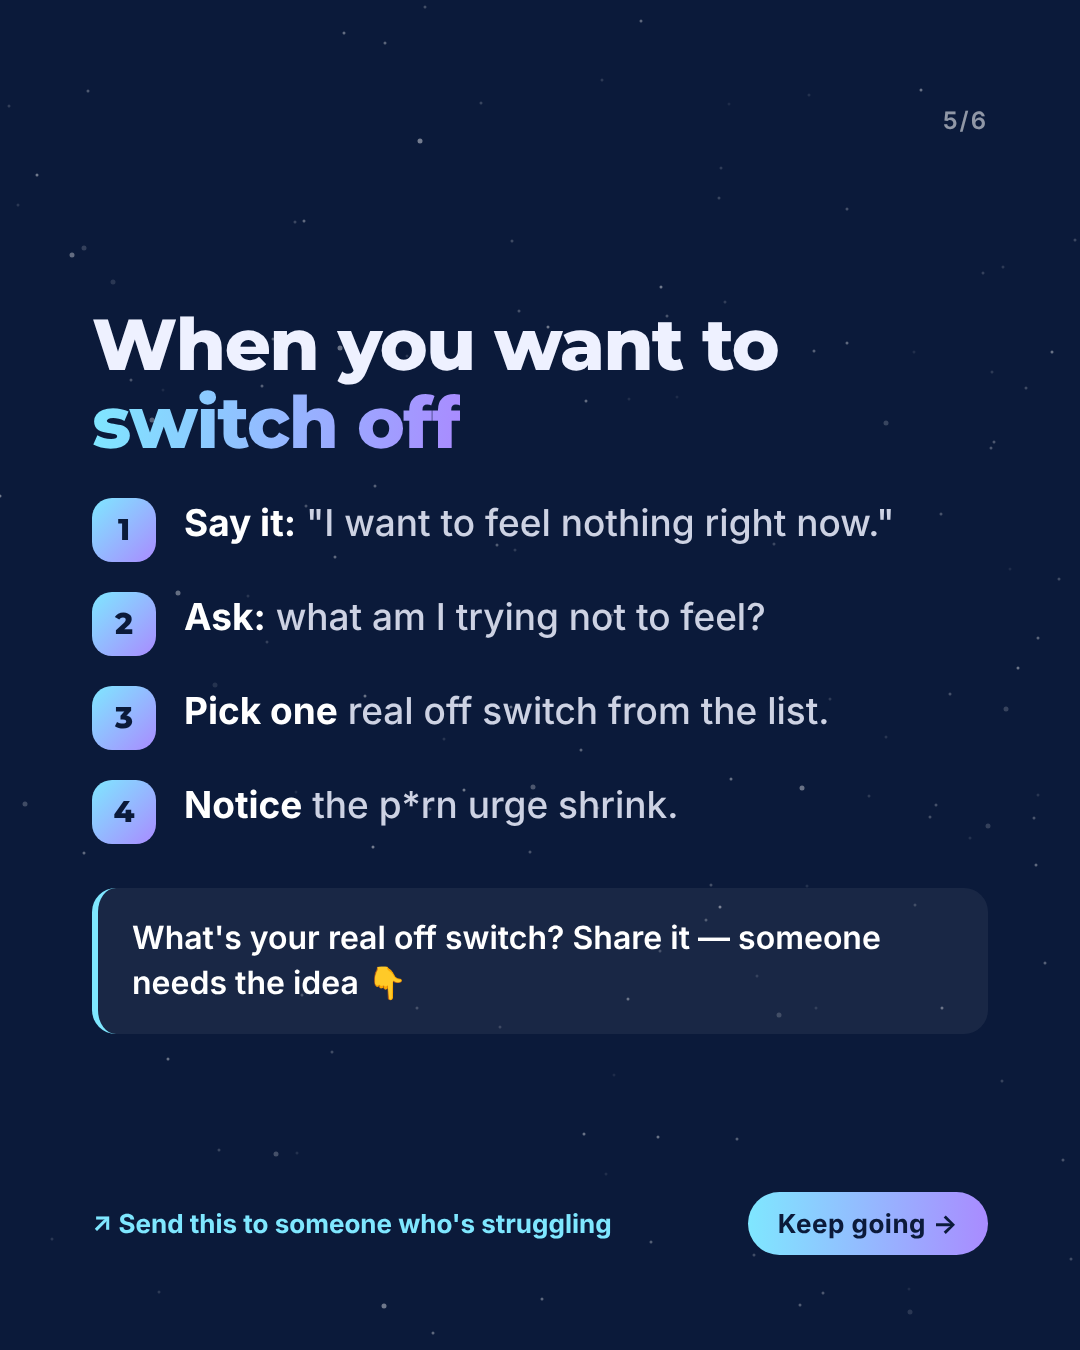 5/6
When you want to
switch off
1 Say it: "I want to feel nothing right now."
2 Ask: what am I trying not to feel?
3 Pick one real off switch from the list.
4 Notice the p*rn urge shrink.
What's your real off switch? Share it — someone
needs the idea 👇
↗ Send this to someone who's struggling
Keep going →